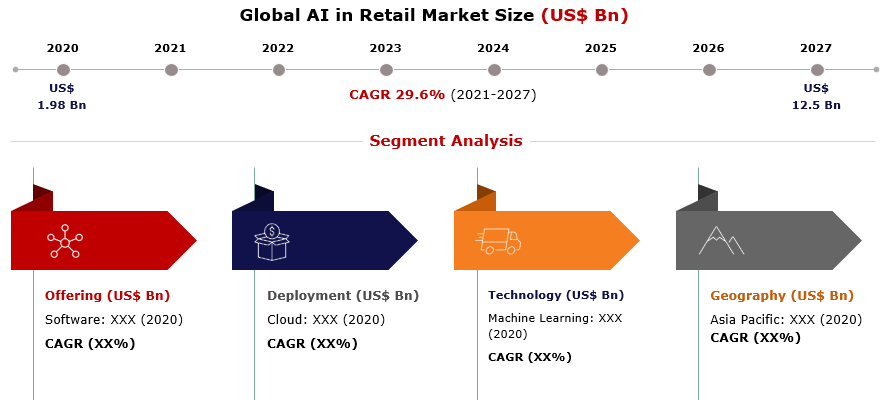 Global AI in Retail Market Size (US$ Bn)
2020 2021 2022 2023 2024 2025 2026 2027
US$
1.98 Bn
CAGR 29.6% (2021-2027)
US$
12.5 Bn
Segment Analysis
$
Offering (US$ Bn)
Software: XXX (2020)
CAGR (XX%)
Deployment (US$ Bn)
Cloud: XXX (2020)
CAGR (XX%)
Technology (US$ Bn)
Machine Learning: XXX
(2020)
CAGR (XX%)
Geography (US$ Bn)
Asia Pacific: XXX (2020)
CAGR (XX%)